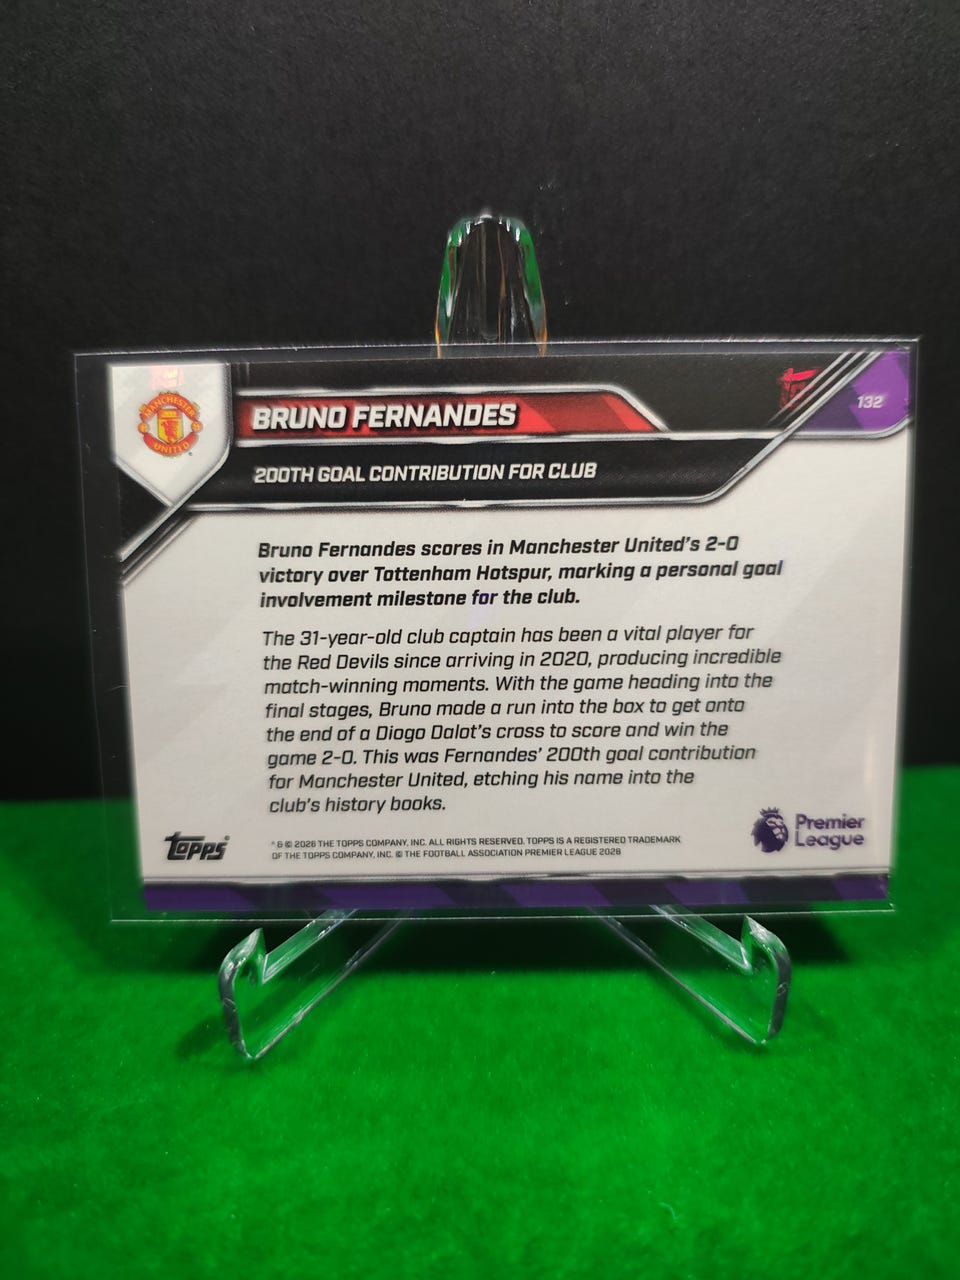 MANCHESTER
UNITED
BRUNO FERNANDES
132
200TH GOAL CONTRIBUTION FOR CLUB
Bruno Fernandes scores in Manchester United's 2-0
victory over Tottenham Hotspur, marking a personal goal
involvement milestone for the club.
The 31-year-old club captain has been a vital player for
the Red Devils since arriving in 2020, producing incredible
match-winning moments. With the game heading into the
final stages, Bruno made a run into the box to get onto
the end of a Diogo Dalot's cross to score and win the
game 2-0. This was Fernandes' 200th goal contribution
for Manchester United, etching his name into the
club's history books.
Topps®
® & © 2026 THE TOPPS COMPANY, INC. ALL RIGHTS RESERVED. TOPPS IS A REGISTERED TRADEMARK
OF THE TOPPS COMPANY, INC. © THE FOOTBALL ASSOCIATION PREMIER LEAGUE 2026
Premier
League